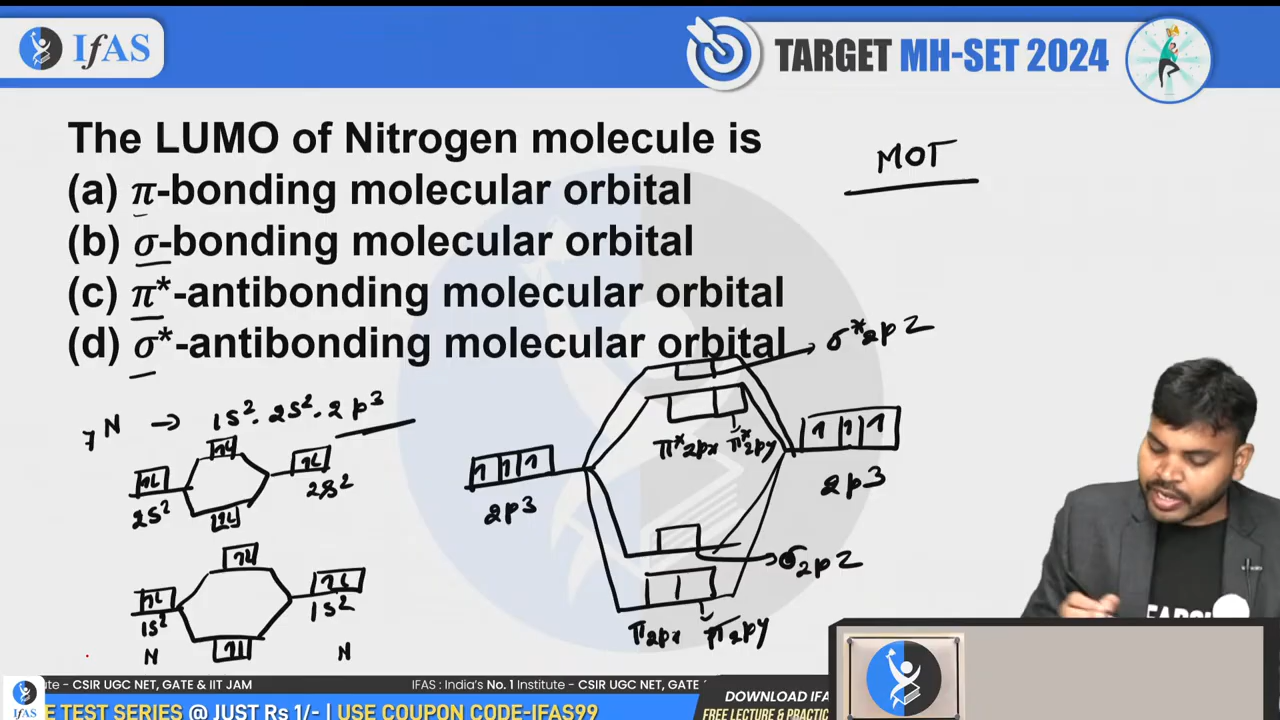 IfAS
TARGET MH-SET 2024
The LUMO of Nitrogen molecule is
(a) π-bonding molecular orbital
(b) σ-bonding molecular orbital
(c) π*-antibonding molecular orbital
(d) σ*-antibonding molecular orbital
MOT
σ*2pz
7N → 1s². 2s². 2p³
π*2px π*2py
2s²
2s²
2p3
2p3
σ2pz
1s²
1s²
π2px π2py
N
N
ute - CSIR UGC NET, GATE & IIT JAM
IFAS : India's No. 1 Institute - CSIR UGC NET, GATE
IFAS
E TEST SERIES @ JUST Rs 1/- | USE COUPON CODE-IFAS99
DOWNLOAD IFA
FREE LECTURE & PRACTIC